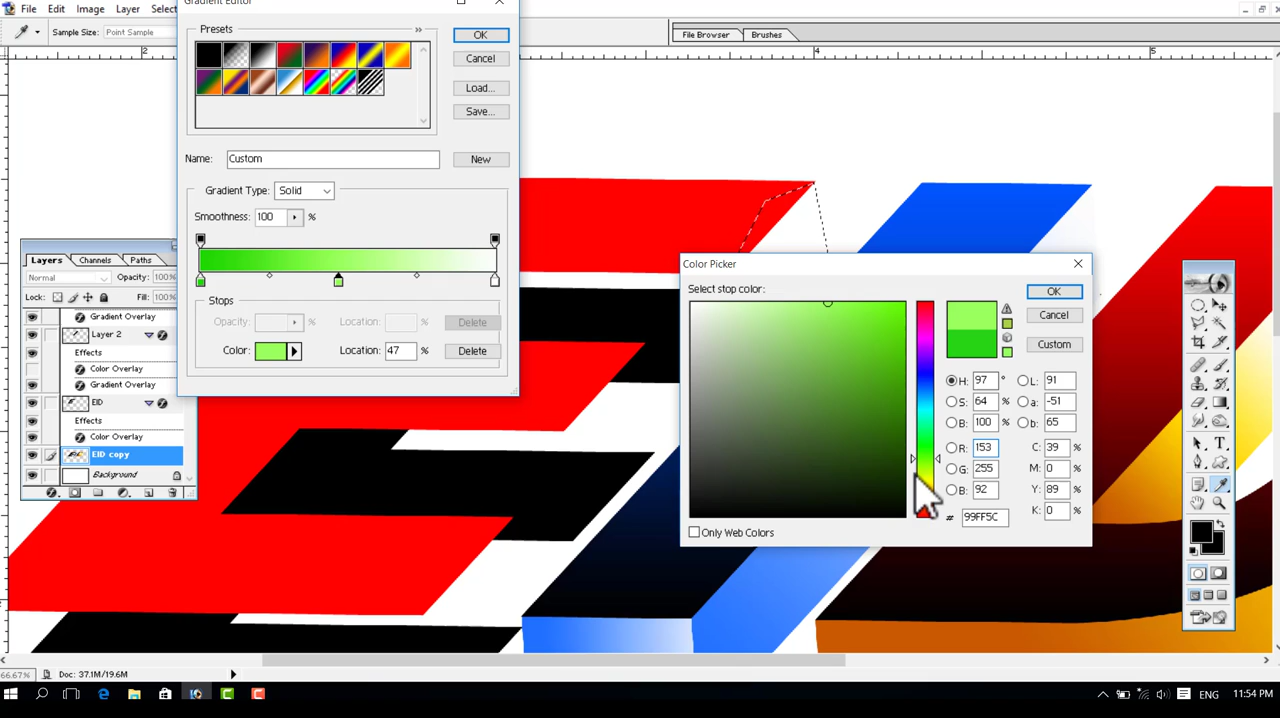 Gradient Editor
File Edit Image Layer Select
Sample Size: Point Sample
File Browser Brushes
2 4 5
Presets
OK
Cancel
Load...
Save...
Name: Custom New
Gradient Type: Solid
Smoothness: 100 %
Stops
Opacity: % Location: % Delete
Color: Location: 47 % Delete
Layers Channels Paths
Normal Opacity: 100%
Lock: Fill: 100%
Gradient Overlay
Layer 2
Effects
Color Overlay
Gradient Overlay
EID
Effects
Color Overlay
EID copy
Background
Color Picker
Select stop color:
OK
Cancel
Custom
H: 97 ° L: 91
S: 64 % a: -51
B: 100 % b: 65
R: 153 C: 39 %
G: 255 M: 0 %
B: 92 Y: 89 %
K: 0 %
# 99FF5C
Only Web Colors
T
66.67% Doc: 37.1M/19.6M
ENG 11:54 PM